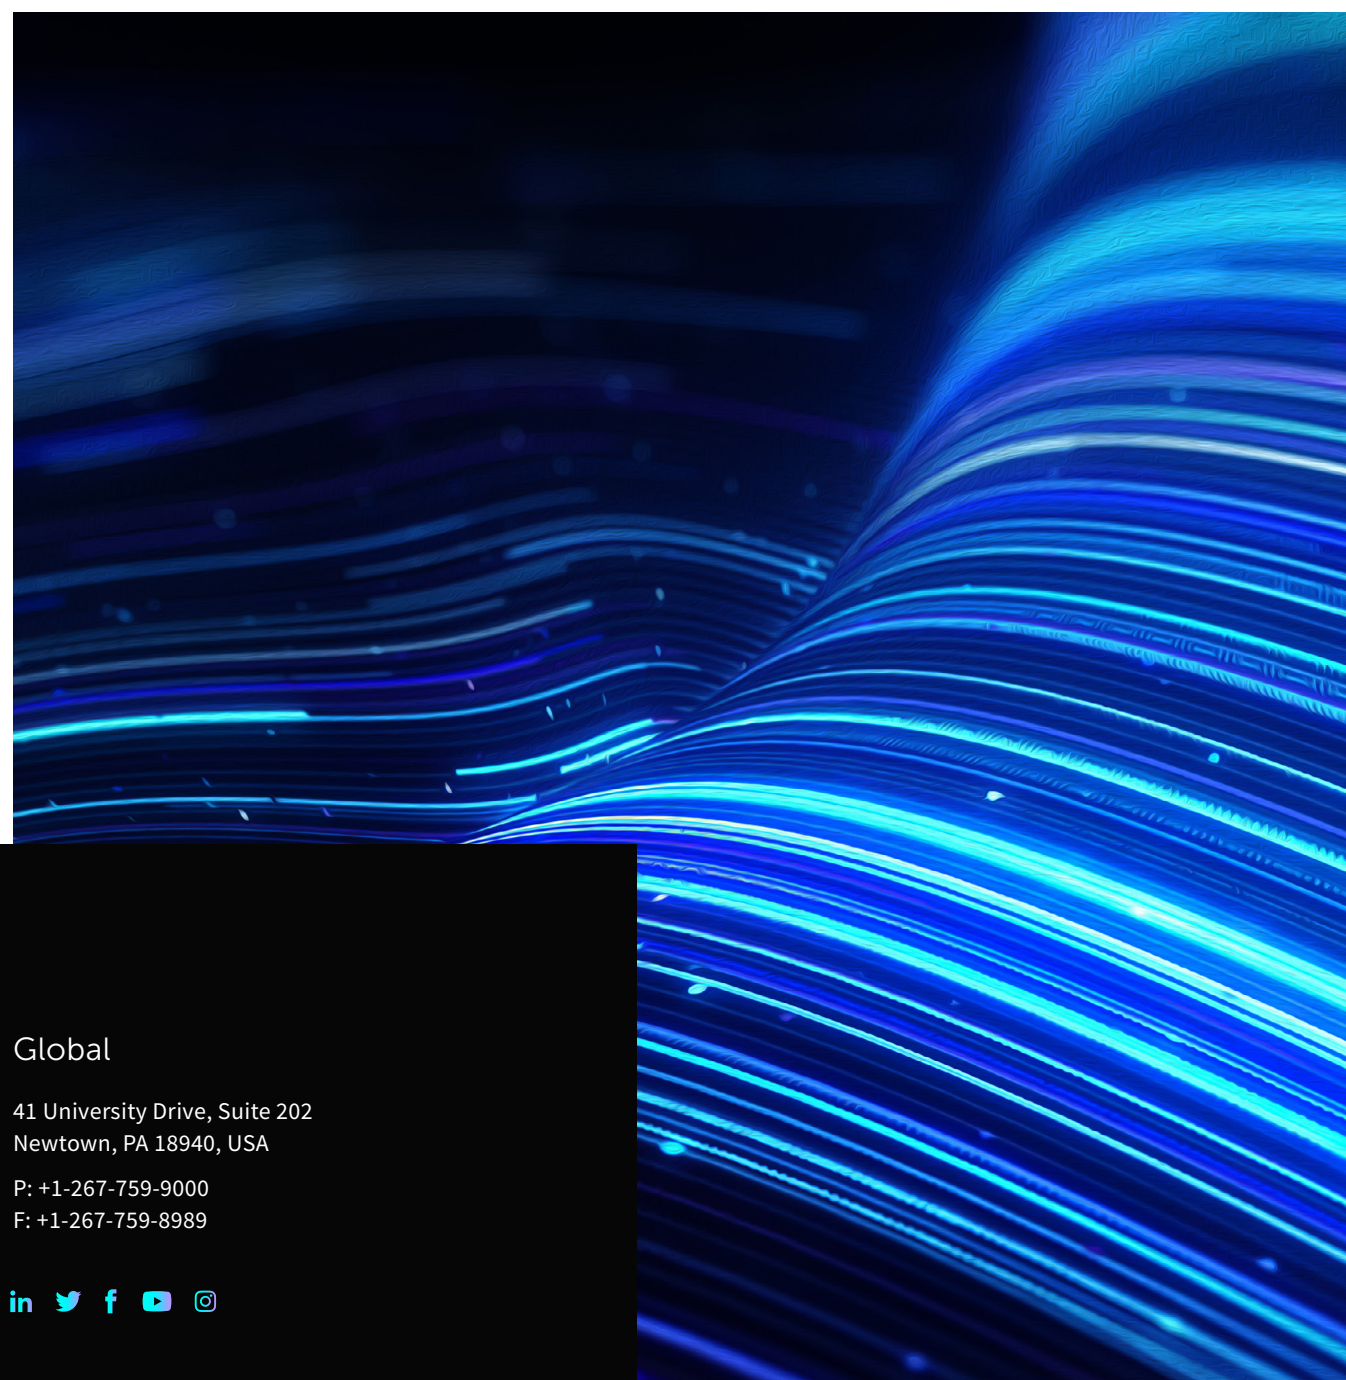 Global
41 University Drive, Suite 202
Newtown, PA 18940, USA
P: +1-267-759-9000
F: +1-267-759-8989